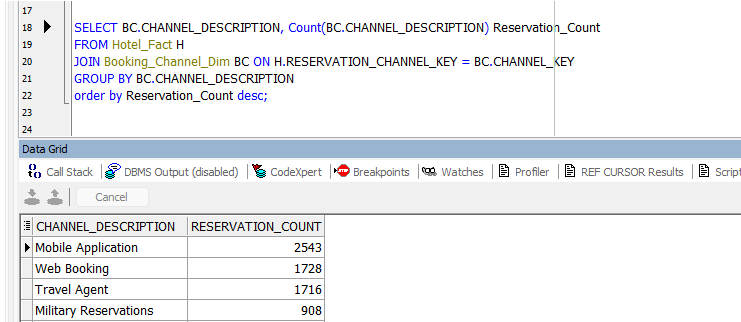 17
18 SELECT BC.CHANNEL_DESCRIPTION, Count(BC.CHANNEL_DESCRIPTION) Reservation_Count
19 FROM Hotel_Fact H
20 JOIN Booking_Channel_Dim BC ON H.RESERVATION_CHANNEL_KEY = BC.CHANNEL_KEY
21 GROUP BY BC.CHANNEL_DESCRIPTION
22 order by Reservation_Count desc;
23
24
Data Grid
Call Stack DBMS Output (disabled) CodeXpert Breakpoints Watches Profiler REF CURSOR Results Script
Cancel
CHANNEL_DESCRIPTION RESERVATION_COUNT
Mobile Application 2543
Web Booking 1728
Travel Agent 1716
Military Reservations 908